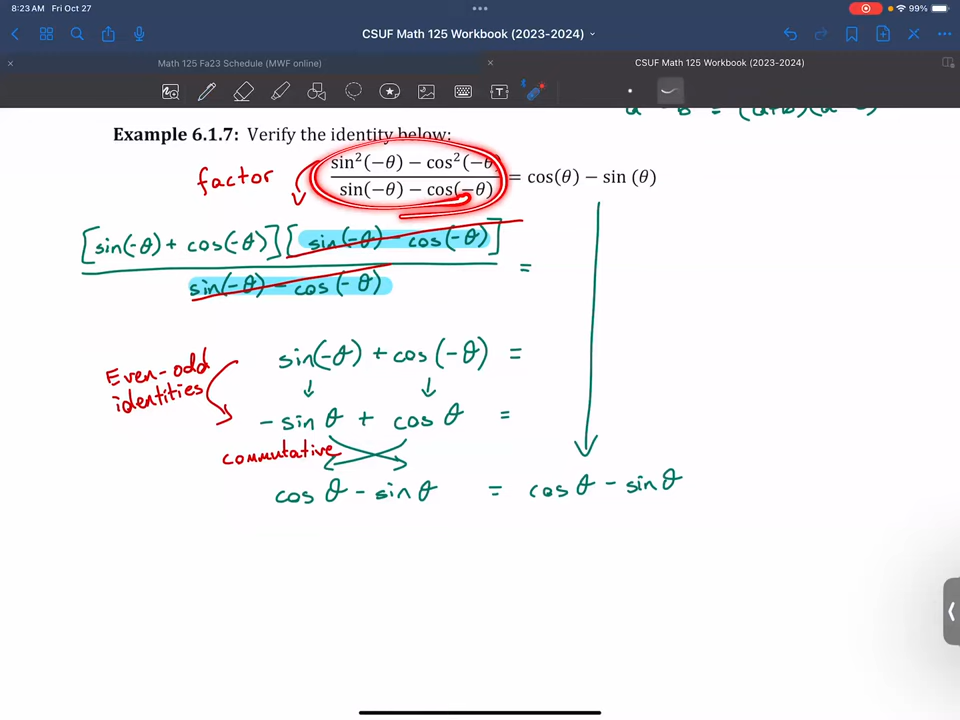 8:23 AM Fri Oct 27
99%
CSUF Math 125 Workbook (2023-2024)
Math 125 Fa23 Schedule (MWF online)
CSUF Math 125 Workbook (2023-2024)
Example 6.1.7: Verify the identity below:
factor
sin²(−θ) − cos²(−θ
sin(−θ) − cos(−θ)
= cos(θ) − sin (θ)
[sin(-θ) + cos(-θ)] [sin(-θ) - cos(-θ)]
sin(-θ) - cos(-θ)
=
sin(-θ) + cos(-θ) =
Even-odd
identities
- sin θ + cos θ =
commutative
cos θ - sin θ = cos θ - sin θ